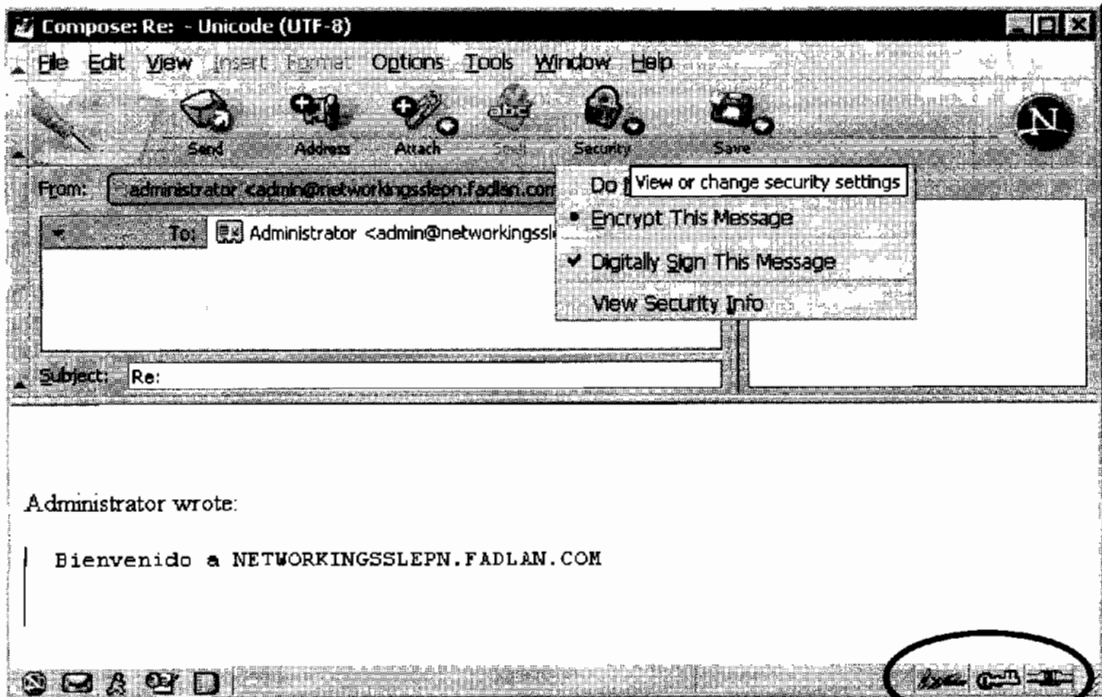 Compose: Re: - Unicode (UTF-8)
File Edit View Insert Format Options Tools Window Help
Send Address Attach Spell Security Save
N
From: administrator <admin@networkingsslepn.fadlan.com
Do
View or change security settings
To: Administrator <admin@networkingssl
Encrypt This Message
Digitally Sign This Message
View Security Info
Subject: Re:
Administrator wrote:
Bienvenido a NETWORKINGSSLEPN.FADLAN.COM